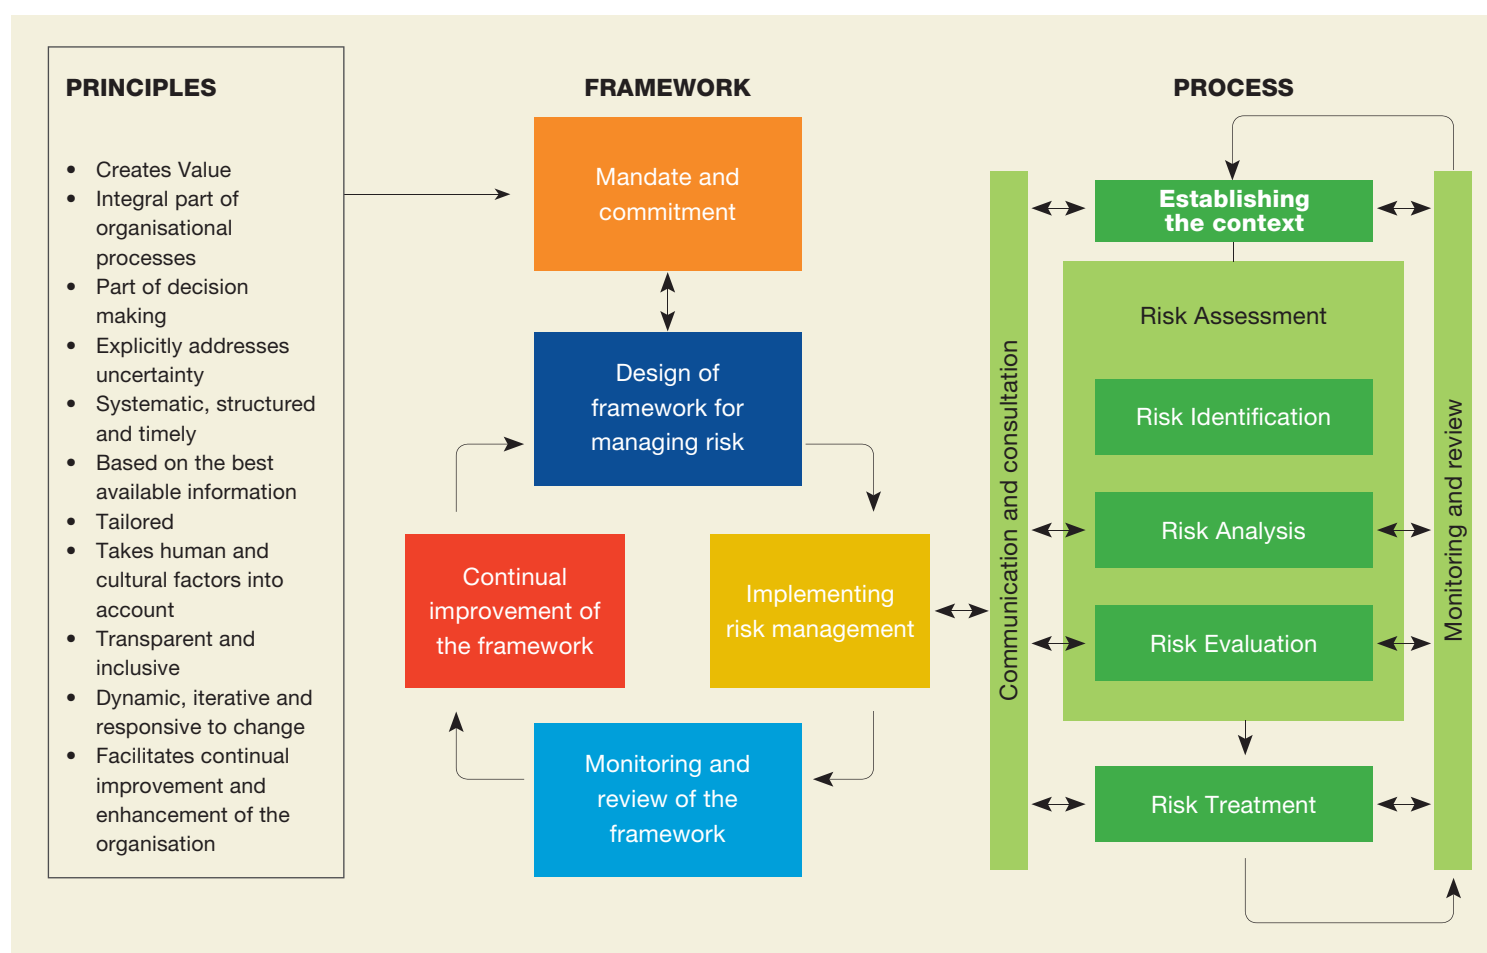 PRINCIPLES
• Creates Value
• Integral part of
organisational
processes
• Part of decision
making
• Explicitly addresses
uncertainty
• Systematic, structured
and timely
• Based on the best
available information
• Tailored
• Takes human and
cultural factors into
account
• Transparent and
inclusive
• Dynamic, iterative and
responsive to change
• Facilitates continual
improvement and
enhancement of the
organisation
FRAMEWORK
Mandate and
commitment
Design of
framework for
managing risk
Continual
improvement of
the framework
Implementing
risk management
Monitoring and
review of the
framework
PROCESS
Communication and consultation
Establishing
the context
Risk Assessment
Risk Identification
Risk Analysis
Risk Evaluation
Risk Treatment
Monitoring and review